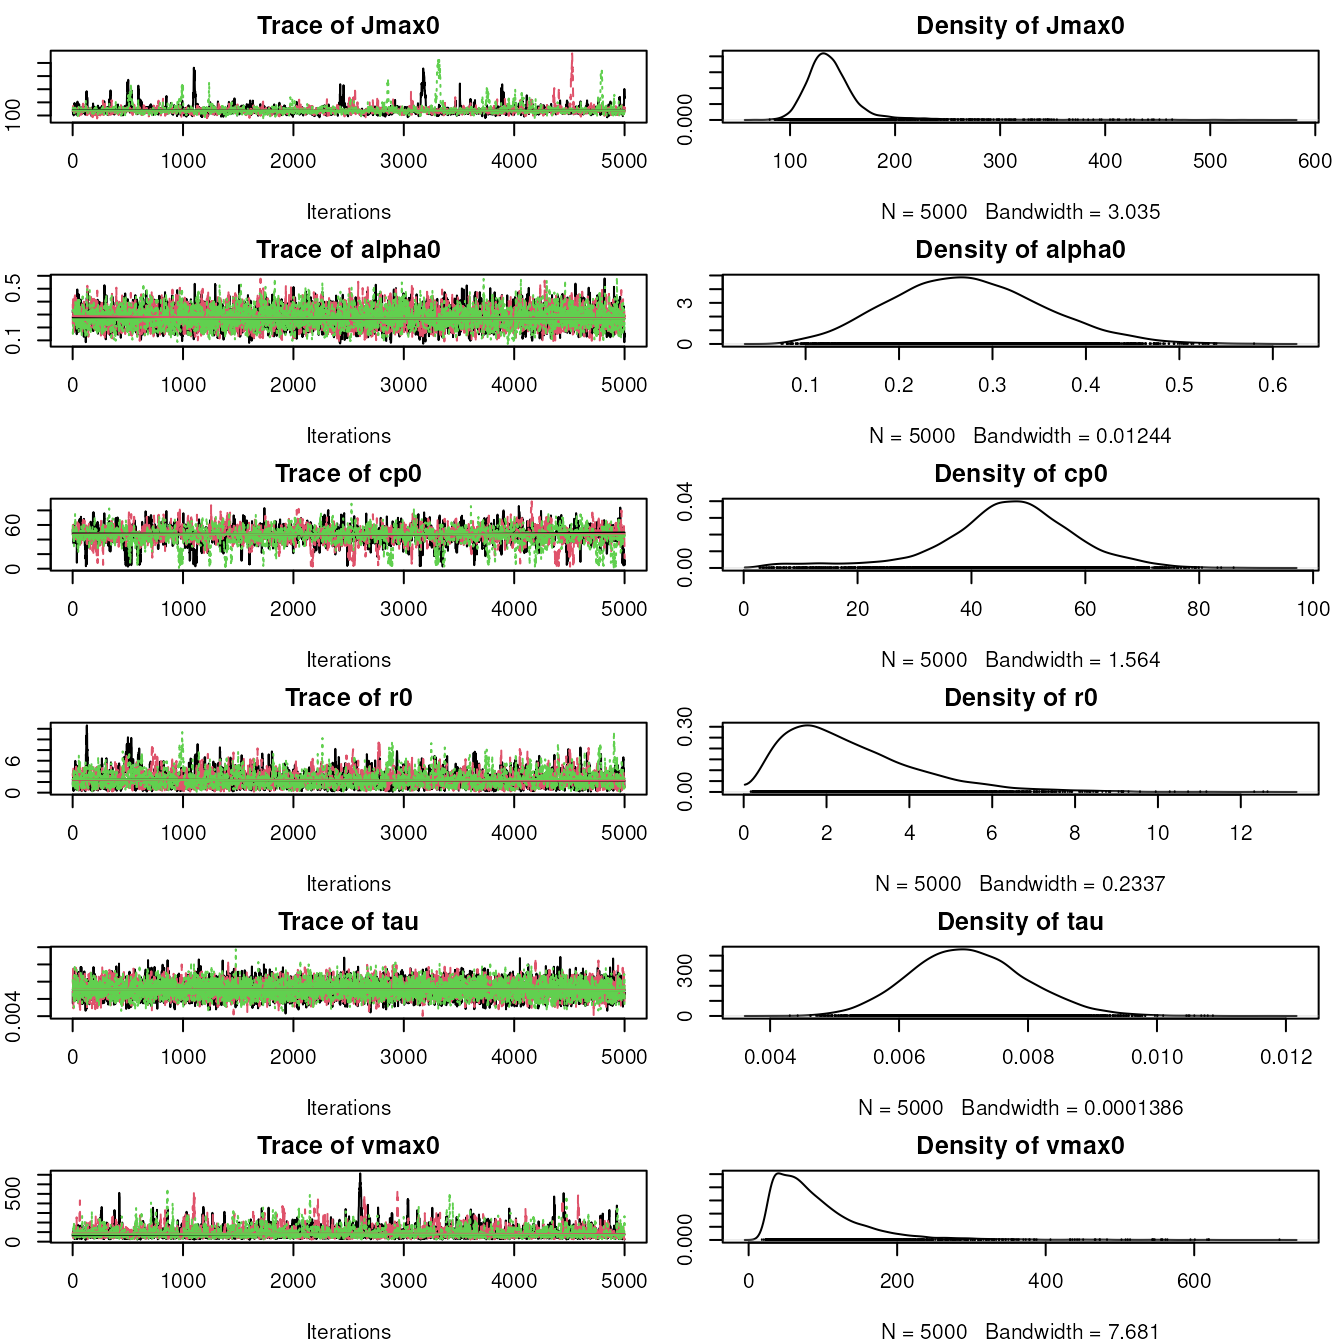 Trace of Jmax0
100
0 1000 2000 3000 4000 5000
Iterations
Density of Jmax0
0.000
100 200 300 400 500 600
N = 5000 Bandwidth = 3.035
Trace of alpha0
0.1 0.5
0 1000 2000 3000 4000 5000
Iterations
Density of alpha0
0 3
0.1 0.2 0.3 0.4 0.5 0.6
N = 5000 Bandwidth = 0.01244
Trace of cp0
0 60
0 1000 2000 3000 4000 5000
Iterations
Density of cp0
0.00 0.04
0 20 40 60 80 100
N = 5000 Bandwidth = 1.564
Trace of r0
0 6
0 1000 2000 3000 4000 5000
Iterations
Density of r0
0.00 0.30
0 2 4 6 8 10 12
N = 5000 Bandwidth = 0.2337
Trace of tau
0.004
0 1000 2000 3000 4000 5000
Iterations
Density of tau
0 300
0.004 0.006 0.008 0.010 0.012
N = 5000 Bandwidth = 0.0001386
Trace of vmax0
0 500
0 1000 2000 3000 4000 5000
Iterations
Density of vmax0
0.000
0 200 400 600
N = 5000 Bandwidth = 7.681